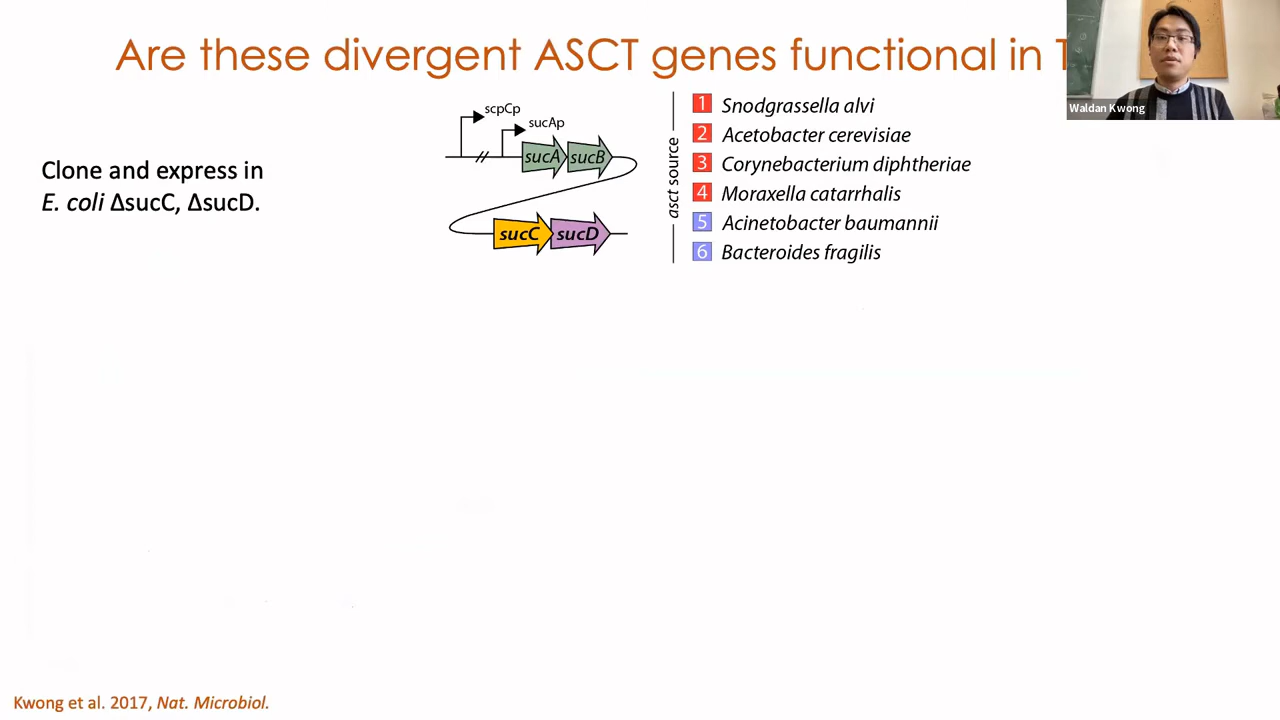 Are these divergent ASCT genes functional in T
Waldan Kwong
Clone and express in
E. coli ΔsucC, ΔsucD.
scpCp
sucAp
sucA
sucB
sucC
sucD
asct source
1 Snodgrassella alvi
2 Acetobacter cerevisiae
3 Corynebacterium diphtheriae
4 Moraxella catarrhalis
5 Acinetobacter baumannii
6 Bacteroides fragilis
Kwong et al. 2017, Nat. Microbiol.